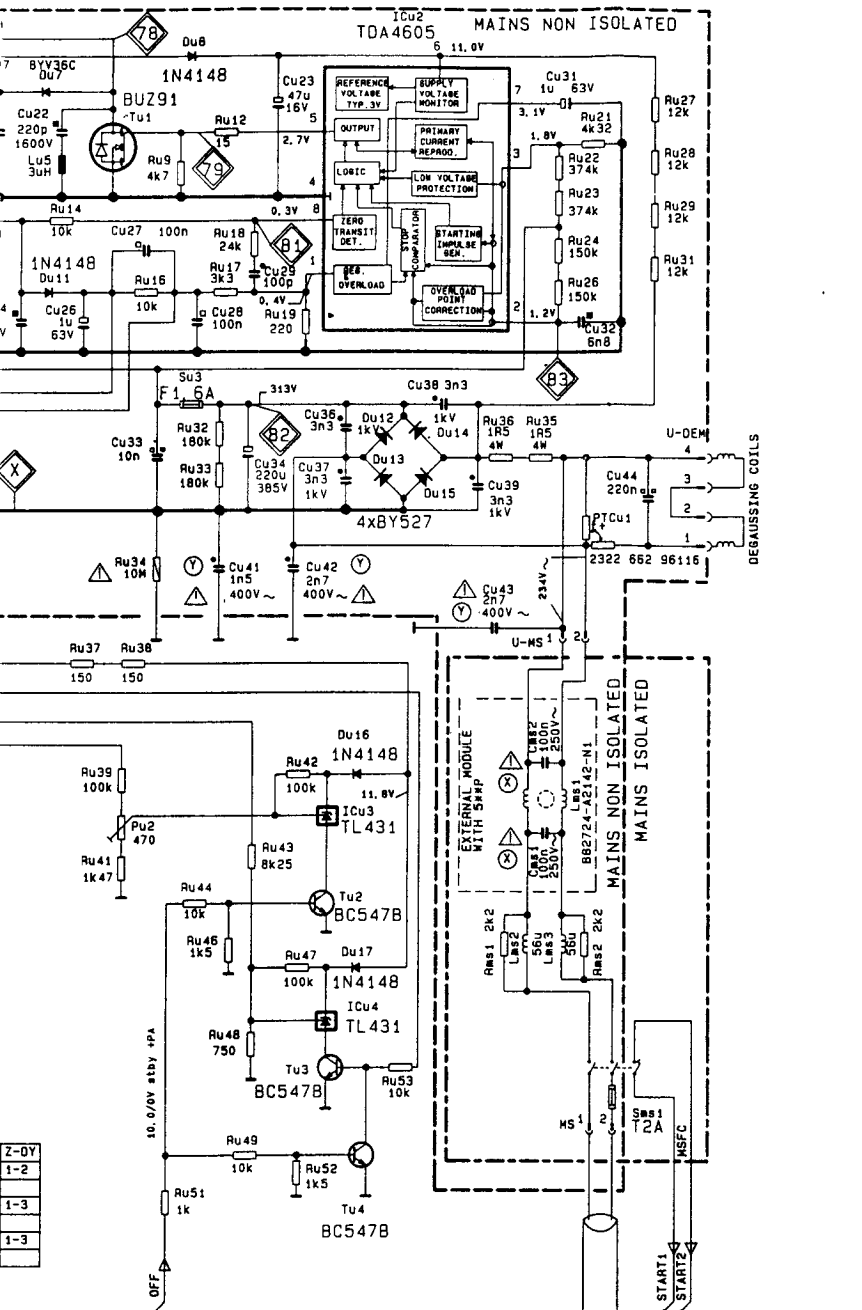 ICu2
TDA4605
MAINS NON ISOLATED
78
Du8
1N4148
6
11.0V
BYV36C
Du7
Cu23
47u
16V
REFERENCE
VOLTAGE
TYP.3V
SUPPLY
VOLTAGE
MONITOR
7
3.1V
Cu31
1u 63V
BUZ91
Tu1
Cu22
220p
1600V
Ru12
15
5
2.7V
OUTPUT
PRIMARY
CURRENT
REPROD.
1.8V
Ru21
4k32
Ru27
12k
Lu5
3uH
Ru9
4k7
79
LOGIC
LOW VOLTAGE
PROTECTION
3
Ru22
374k
Ru28
12k
4
Ru23
374k
Ru14
10k
0.3V
8
ZERO
TRANSIT
DET.
STOP
COMPARATOR
STARTING
IMPULSE
GEN.
Ru29
12k
Cu27 100n
Ru18
24k
81
Ru24
150k
1N4148
Du11
Ru16
10k
Ru17
3k3
Cu29
100p
1
OVERLOAD
Ru31
12k
0.4V
OVERLOAD
POINT
CORRECTION
Ru26
150k
Cu26
1u
63V
Cu28
100n
Ru19
220
2
1.2V
Cu32
6n8
83
Su3
F1,6A
313V
Cu38 3n3
1kV
Cu33
10n
Ru32
180k
82
Cu36
3n3
1kV
Du12
Du14
Ru36
1R5
4W
Ru35
1R5
4W
U-DEM
4
X
Ru33
180k
Cu34
220u
385V
Cu37
3n3
1kV
Du13
Du15
Cu39
3n3
1kV
Cu44
220n
3
2
1
DEGAUSSING COILS
4xBY527
PTCu1
2322 662 96116
Ru34
10M
Y
Cu41
1n5
400V~
Cu42
2n7
400V~
Y
Cu43
2n7
400V~
Y
234V~
U-MS
1
2
Ru37
150
Ru38
150
Du16
1N4148
Ru39
100k
Ru42
100k
11.8V
ICu3
TL431
Pu2
470
Ru43
8k25
Ru41
1k47
EXTERNAL MODULE
WITH S**P
X
X
Cms2
100n
250V~
Cms1
100n
250V~
Lms1
B82724-A2142-N1
MAINS NON ISOLATED
MAINS ISOLATED
Ru44
10k
Tu2
BC547B
Ru46
1k5
Ru47
100k
Du17
1N4148
Rms1 2k2
Lms2
56u
Lms3
56u
Rms2 2k2
ICu4
TL431
Ru48
750
Tu3
BC547B
Ru53
10k
10.0/0V stby +PA
MS
1
2
Sms1
T2A
MSFC
Z-DY
1-2
1-3
1-3
Ru49
10k
Ru52
1k5
Tu4
BC547B
Ru51
1k
OFF
START1
START2